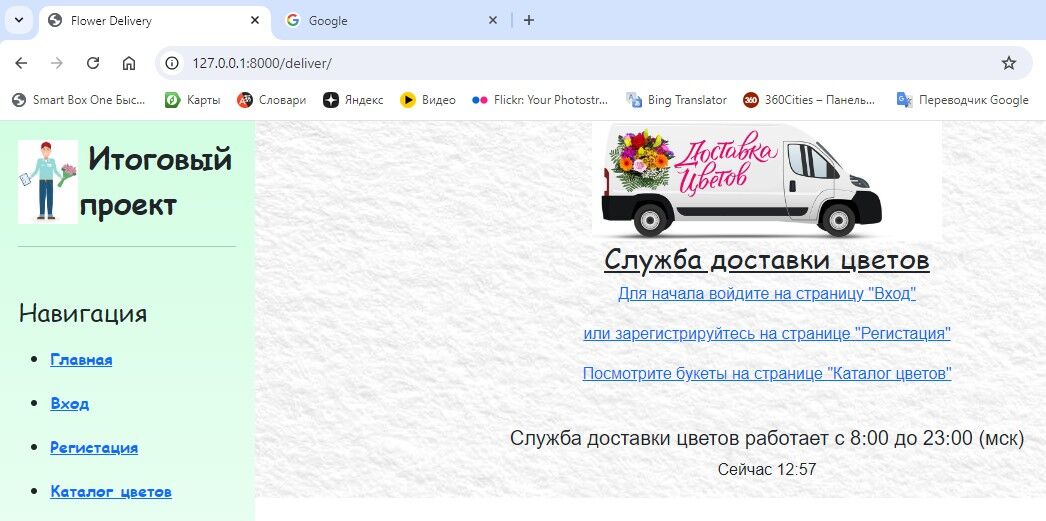 Flower Delivery
Google
127.0.0.1:8000/deliver/
Smart Box One Быс...
Карты
Словари
Яндекс
Видео
Flickr: Your Photostr...
Bing Translator
360
360Cities – Панель...
Переводчик Google
Итоговый
проект
Навигация
Главная
Вход
Регистация
Каталог цветов
Доставка
Цветов
Служба доставки цветов
Для начала войдите на страницу "Вход"
или зарегистрируйтесь на странице "Регистация"
Посмотрите букеты на странице "Каталог цветов"
Служба доставки цветов работает с 8:00 до 23:00 (мск)
Сейчас 12:57